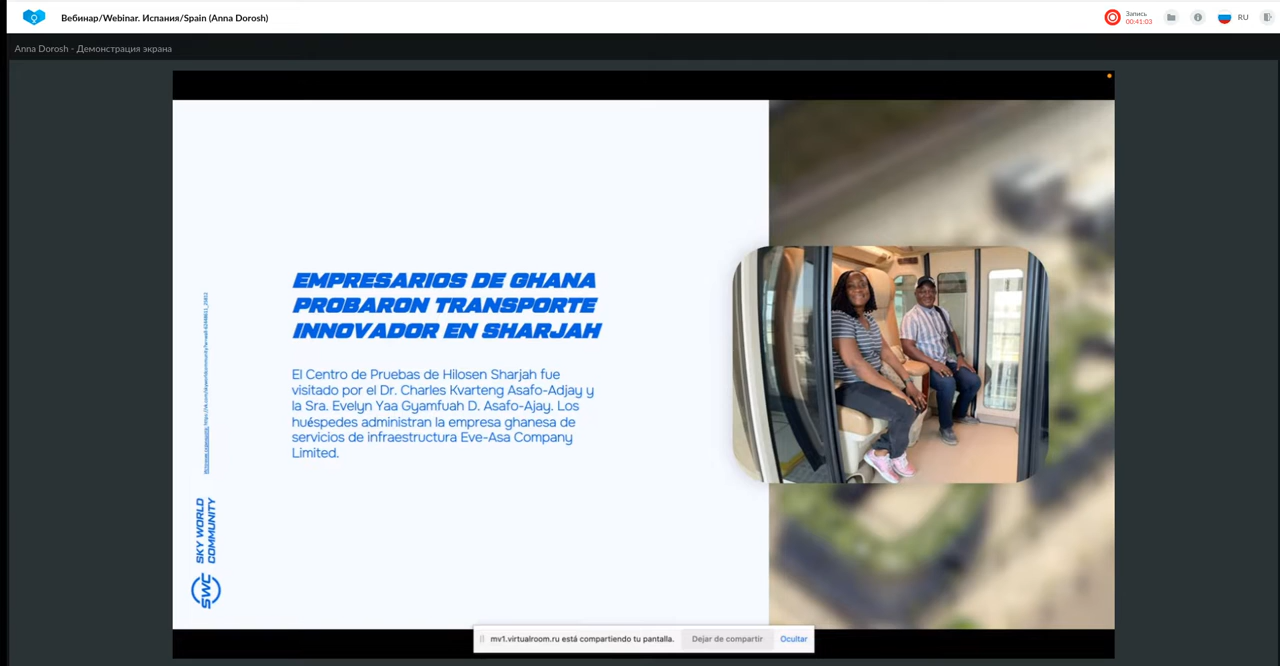 Вебинар/Webinar. Испания/Spain (Anna Dorosh)
Запись
00:41:03
RU
Anna Dorosh - Демонстрация экрана
EMPRESARIOS DE GHANA
PROBARON TRANSPORTE
INNOVADOR EN SHARJAH
El Centro de Pruebas de Hilosen Sharjah fue
visitado por el Dr. Charles Kvarteng Asafo-Adjay y
la Sra. Evelyn Yaa Gyamfuah D. Asafo-Ajay. Los
huéspedes administran la empresa ghanesa de
servicios de infraestructura Eve-Asa Company
Limited.
SKY WORLD
COMMUNITY
SWC
mv1.virtualroom.ru está compartiendo tu pantalla.
Dejar de compartir
Ocultar